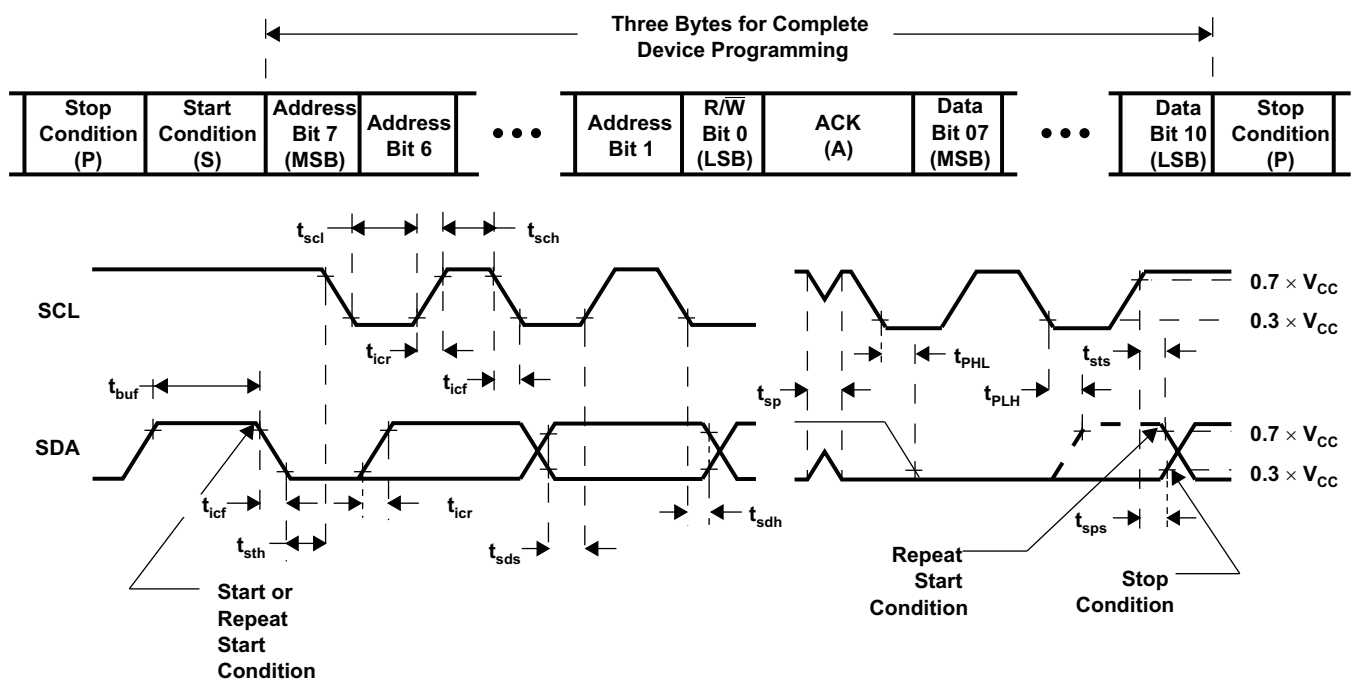 Three Bytes for Complete
Device Programming
Stop
Condition
(P)
Start
Condition
(S)
Address
Bit 7
(MSB)
Address
Bit 6
•••
Address
Bit 1
R/W̅
Bit 0
(LSB)
ACK
(A)
Data
Bit 07
(MSB)
•••
Data
Bit 10
(LSB)
Stop
Condition
(P)
tscl
tsch
SCL
0.7 × VCC
0.3 × VCC
ticr
tPHL
tsts
tbuf
ticf
tsp
tPLH
SDA
0.7 × VCC
0.3 × VCC
ticf
ticr
tsdh
tsth
tsds
tsps
Start or
Repeat
Start
Condition
Repeat
Start
Condition
Stop
Condition